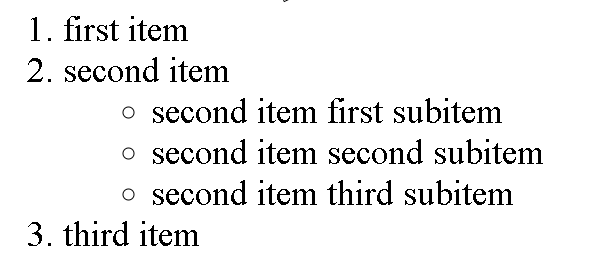 1. first item
2. second item
○ second item first subitem
○ second item second subitem
○ second item third subitem
3. third item